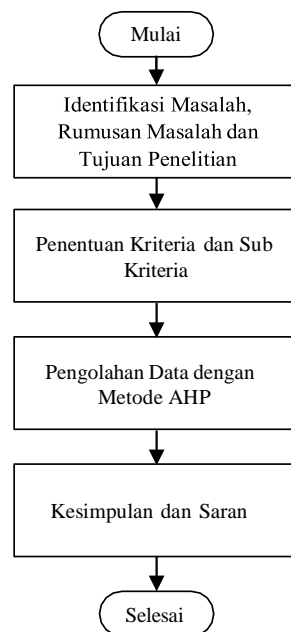 Mulai
Identifikasi Masalah,
Rumusan Masalah dan
Tujuan Penelitian
Penentuan Kriteria dan Sub
Kriteria
Pengolahan Data dengan
Metode AHP
Kesimpulan dan Saran
Selesai